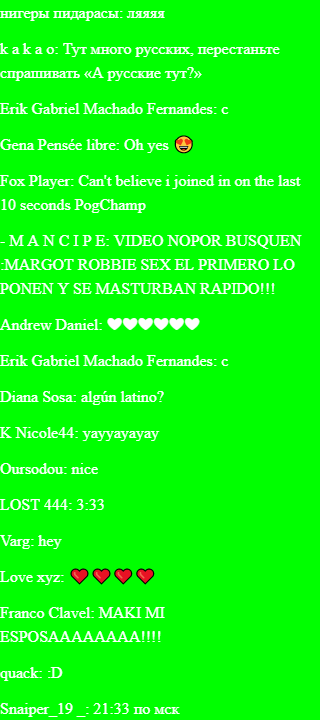 нигеры пидарасы: ляяяя
k a k a o: Тут много русских, перестаньте
спрашивать «А русские тут?»
Erik Gabriel Machado Fernandes: c
Gena Pensée libre: Oh yes 😍
Fox Player: Can't believe i joined in on the last
10 seconds PogChamp
- M A N C I P E: VIDEO NOPOR BUSQUEN
:MARGOT ROBBIE SEX EL PRIMERO LO
PONEN Y SE MASTURBAN RAPIDO!!!
Andrew Daniel: 🤍🤍🤍🤍🤍🤍
Erik Gabriel Machado Fernandes: c
Diana Sosa: algún latino?
K Nicole44: yayyayayay
Oursodou: nice
LOST 444: 3:33
Varg: hey
Love xyz: ❤️❤️❤️❤️
Franco Clavel: MAKI MI
ESPOSAAAAAAAA!!!!
quack: :D
Snaiper_19 _: 21:33 по мск